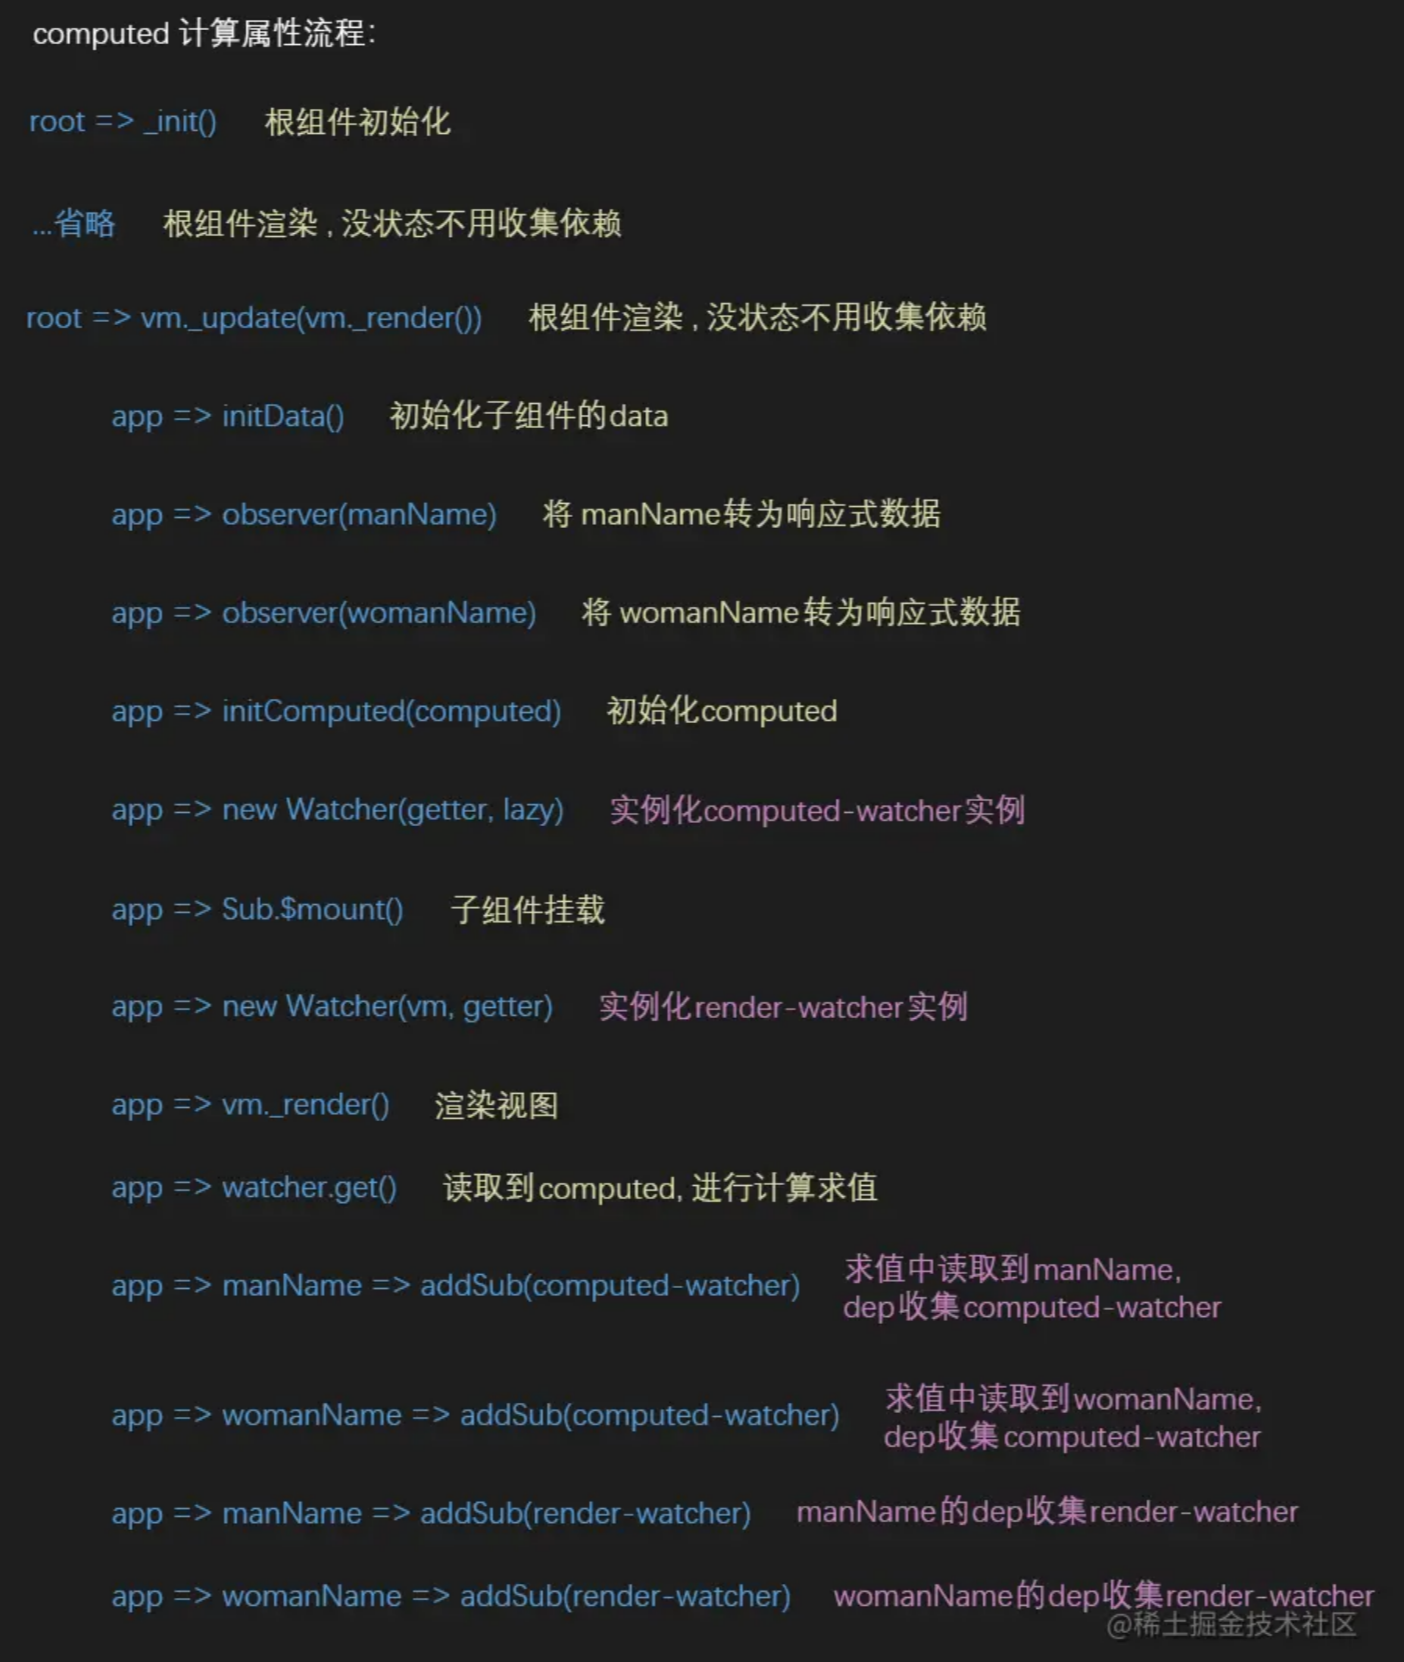 computed 计算属性流程：
root => _init() 根组件初始化
...省略 根组件渲染 , 没状态不用收集依赖
root => vm._update(vm._render()) 根组件渲染 , 没状态不用收集依赖
app => initData() 初始化子组件的data
app => observer(manName) 将 manName转为响应式数据
app => observer(womanName) 将 womanName转为响应式数据
app => initComputed(computed) 初始化computed
app => new Watcher(getter, lazy) 实例化computed-watcher实例
app => Sub.$mount() 子组件挂载
app => new Watcher(vm, getter) 实例化render-watcher实例
app => vm._render() 渲染视图
app => watcher.get() 读取到computed, 进行计算求值
app => manName => addSub(computed-watcher) 求值中读取到manName,
dep收集computed-watcher
app => womanName => addSub(computed-watcher) 求值中读取到womanName,
dep收集computed-watcher
app => manName => addSub(render-watcher) manName的dep收集render-watcher
app => womanName => addSub(render-watcher) womanName的dep收集render-watcher
@稀土掘金技术社区